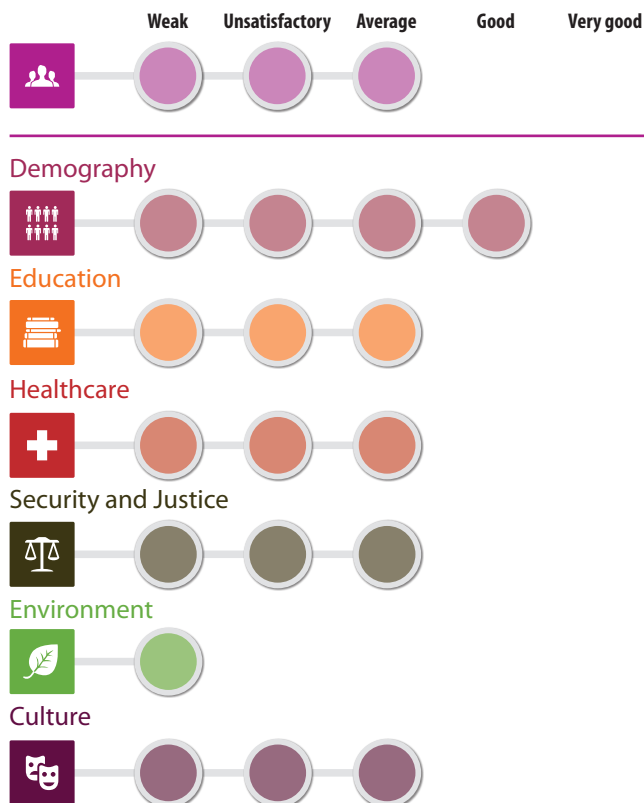 Weak Unsatisfactory Average Good Very good
Demography
Education
Healthcare
Security and Justice
Environment
Culture